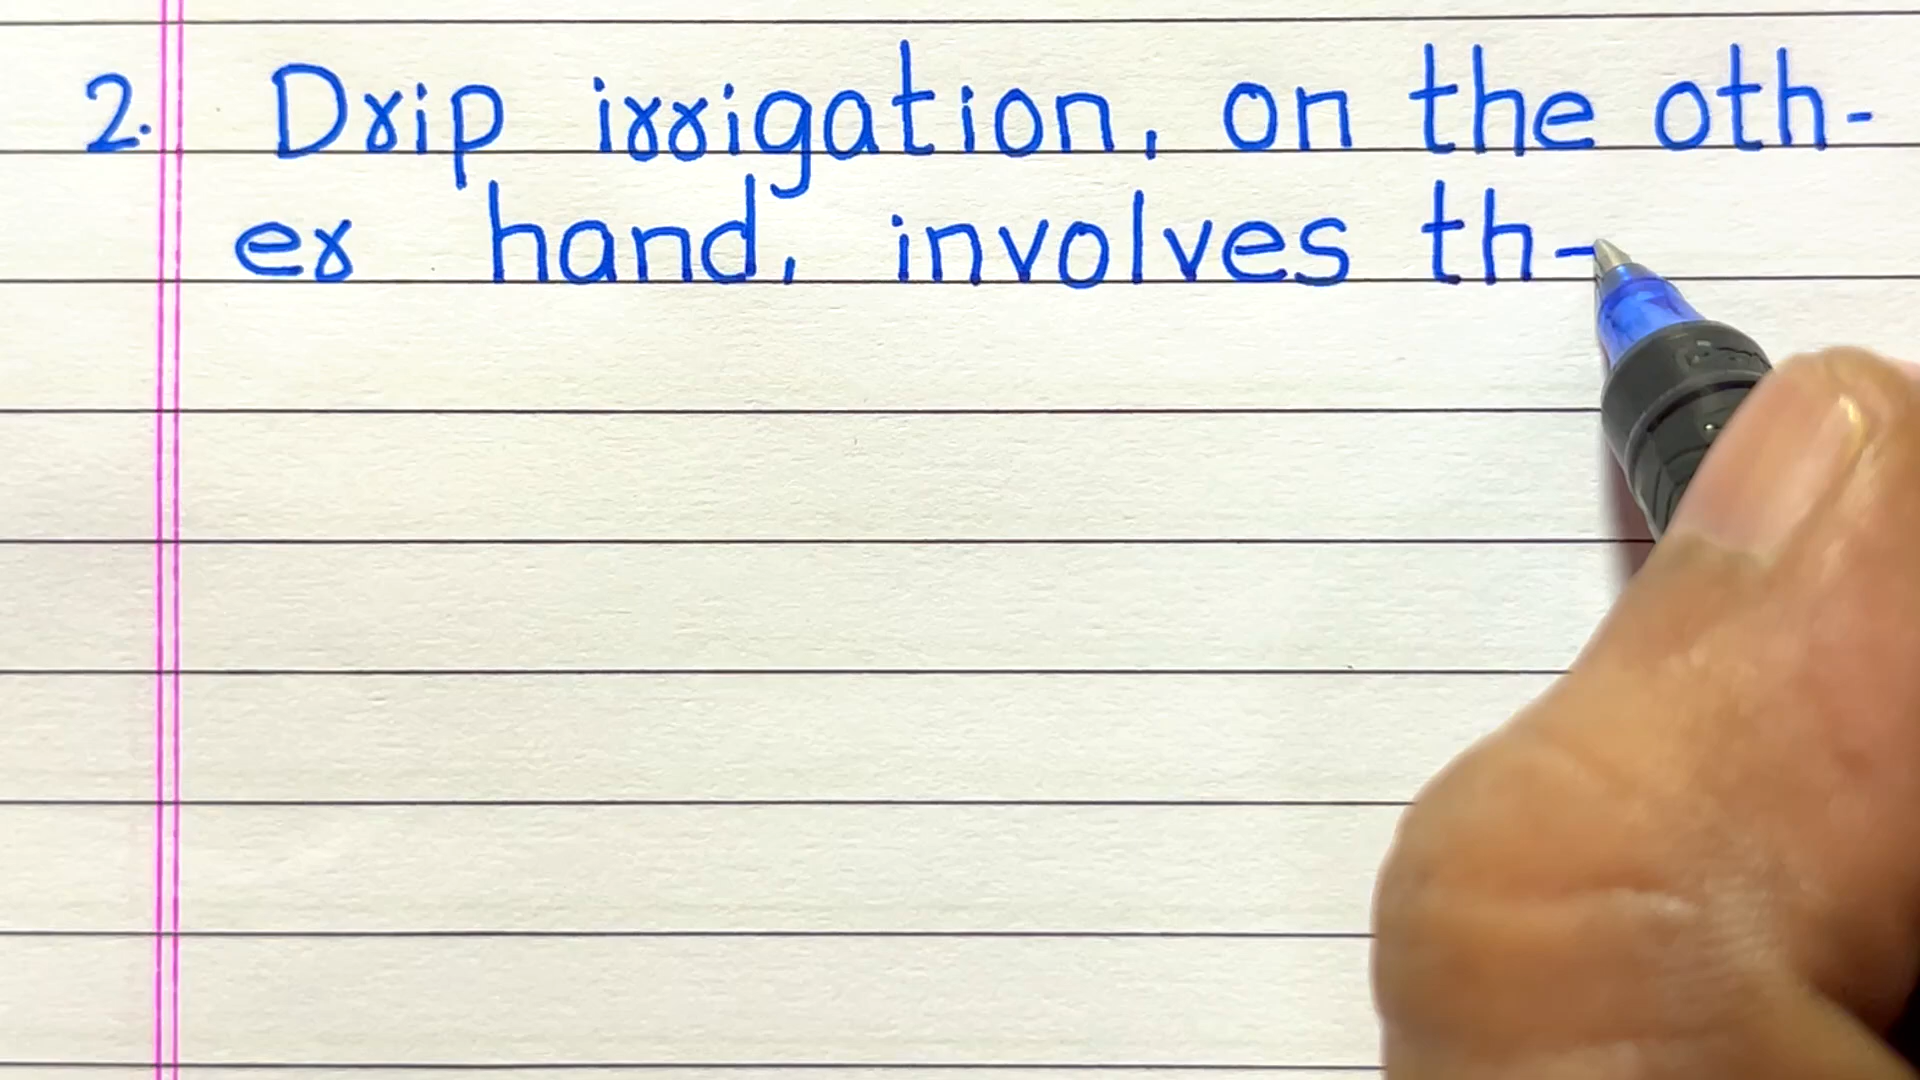 2. Drip irrigation, on the oth-
er hand, involves th-